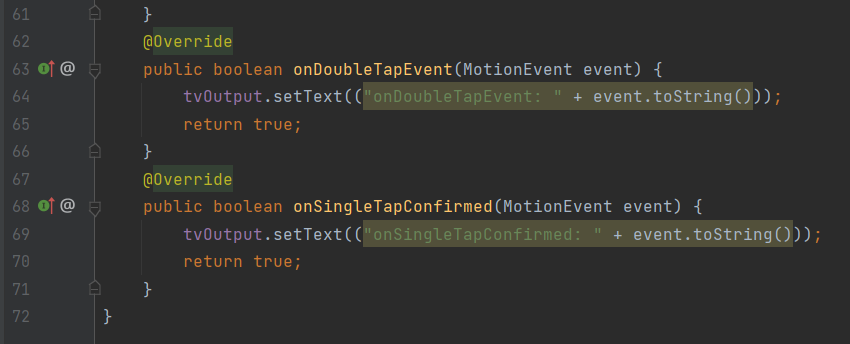 61 }
62 @Override
63 @ public boolean onDoubleTapEvent(MotionEvent event) {
64 tvOutput.setText(("onDoubleTapEvent: " + event.toString()));
65 return true;
66 }
67 @Override
68 @ public boolean onSingleTapConfirmed(MotionEvent event) {
69 tvOutput.setText(("onSingleTapConfirmed: " + event.toString()));
70 return true;
71 }
72 }